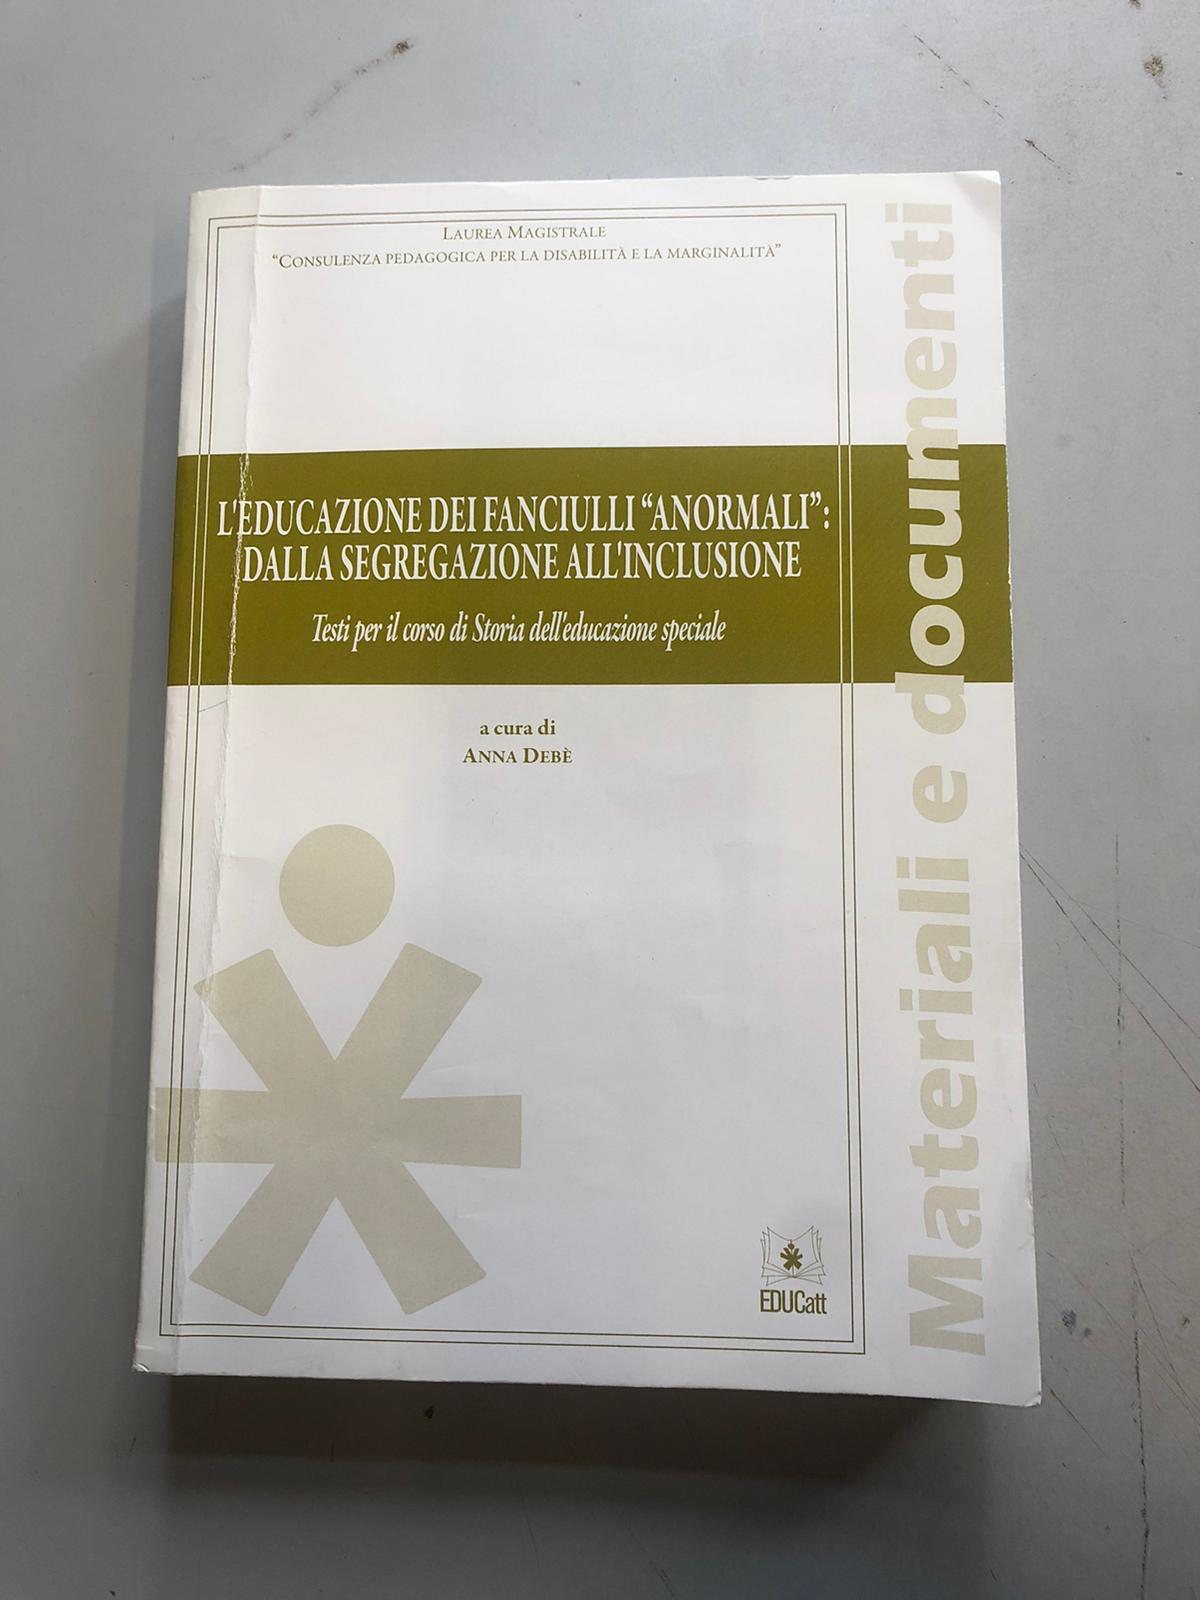 LAUREA MAGISTRALE
“CONSULENZA PEDAGOGICA PER LA DISABILITÀ E LA MARGINALITÀ”
L'EDUCAZIONE DEI FANCIULLI “ANORMALI”:
DALLA SEGREGAZIONE ALL'INCLUSIONE
Testi per il corso di Storia dell'educazione speciale
a cura di
ANNA DEBÈ
EDUCatt
Materiali e documenti